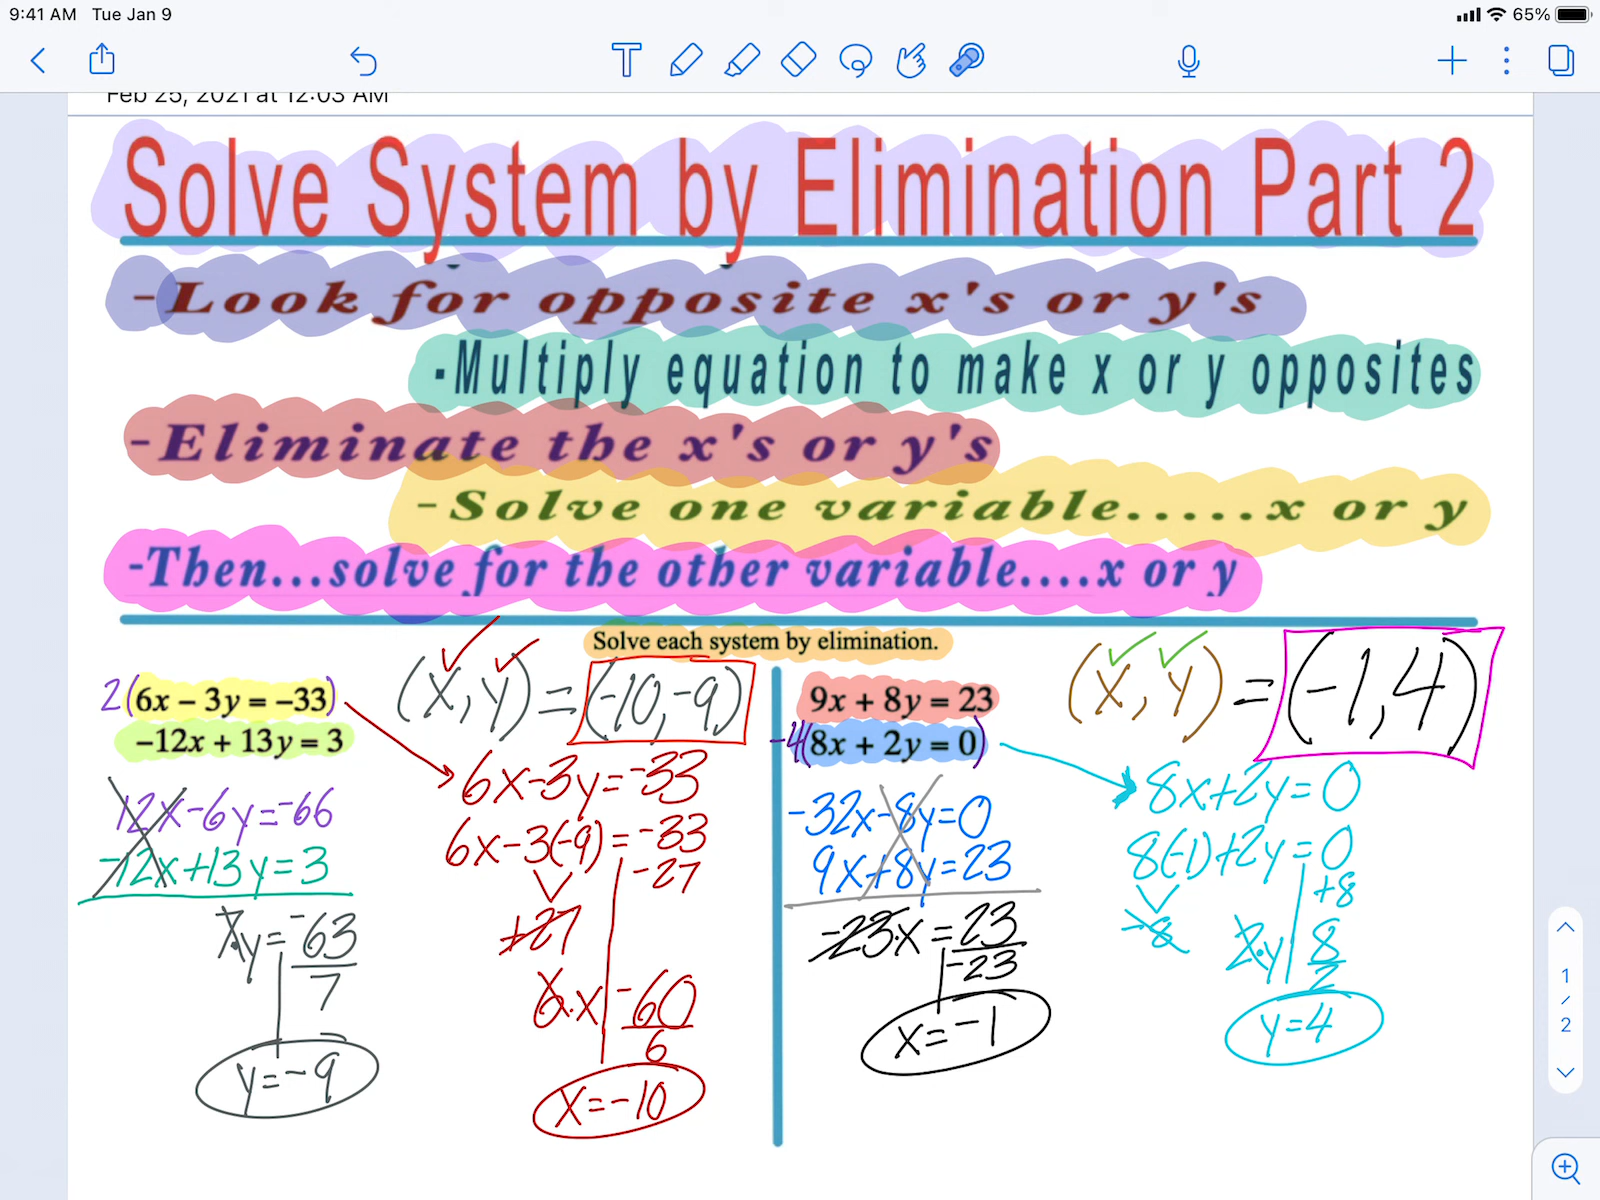 9:41 AM Tue Jan 9
65%
Feb 25, 2021 at 12:03 AM
Solve System by Elimination Part 2
-Look for opposite x's or y's
-Multiply equation to make x or y opposites
-Eliminate the x's or y's
-Solve one variable.....x or y
-Then...solve for the other variable....x or y
Solve each system by elimination.
2(6x – 3y = –33)
–12x + 13y = 3
12x-6y=-66
-12x+13y=3
7y=-63
7
y=-9
(x,y)=(-10,-9)
6x-3y=-33
6x-3(-9)=-33
-27
+27
6·x -60
6
x=-10
9x + 8y = 23
-4(8x + 2y = 0)
-32x-8y=0
9x+8y=23
-23·x=23
-23
x=-1
(x,y)=(-1,4)
8x+2y=0
8(-1)+2y=0
+8
-8
2·y 8
2
y=4
1
/
2